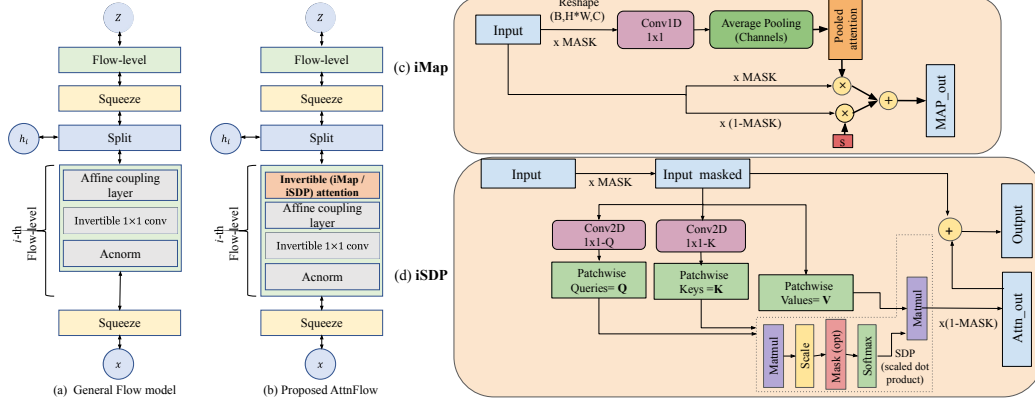 Z
Flow-level
Squeeze
h_i
Split
i-th
Flow-level
Affine coupling
layer
Invertible 1×1 conv
Acnorm
Squeeze
x
(a) General Flow model
Z
Flow-level
Squeeze
h_i
Split
i-th
Flow-level
Invertible (iMap /
iSDP) attention
Affine coupling
layer
Invertible 1×1 conv
Acnorm
Squeeze
x
(b) Proposed AttnFlow
(c) iMap
Input
Reshape
(B,H*W,C)
x MASK
Conv1D
1x1
Average Pooling
(Channels)
Pooled
attention
x MASK
×
x (1-MASK)
×
s
+
MAP_out
(d) iSDP
Input
x MASK
Input masked
Conv2D
1x1-Q
Conv2D
1x1-K
Patchwise
Queries= Q
Patchwise
Keys =K
Patchwise
Values= V
Matmul
Scale
Mask (opt)
Softmax
SDP
(scaled dot
product)
Matmul
x(1-MASK)
+
Output
Attn_out